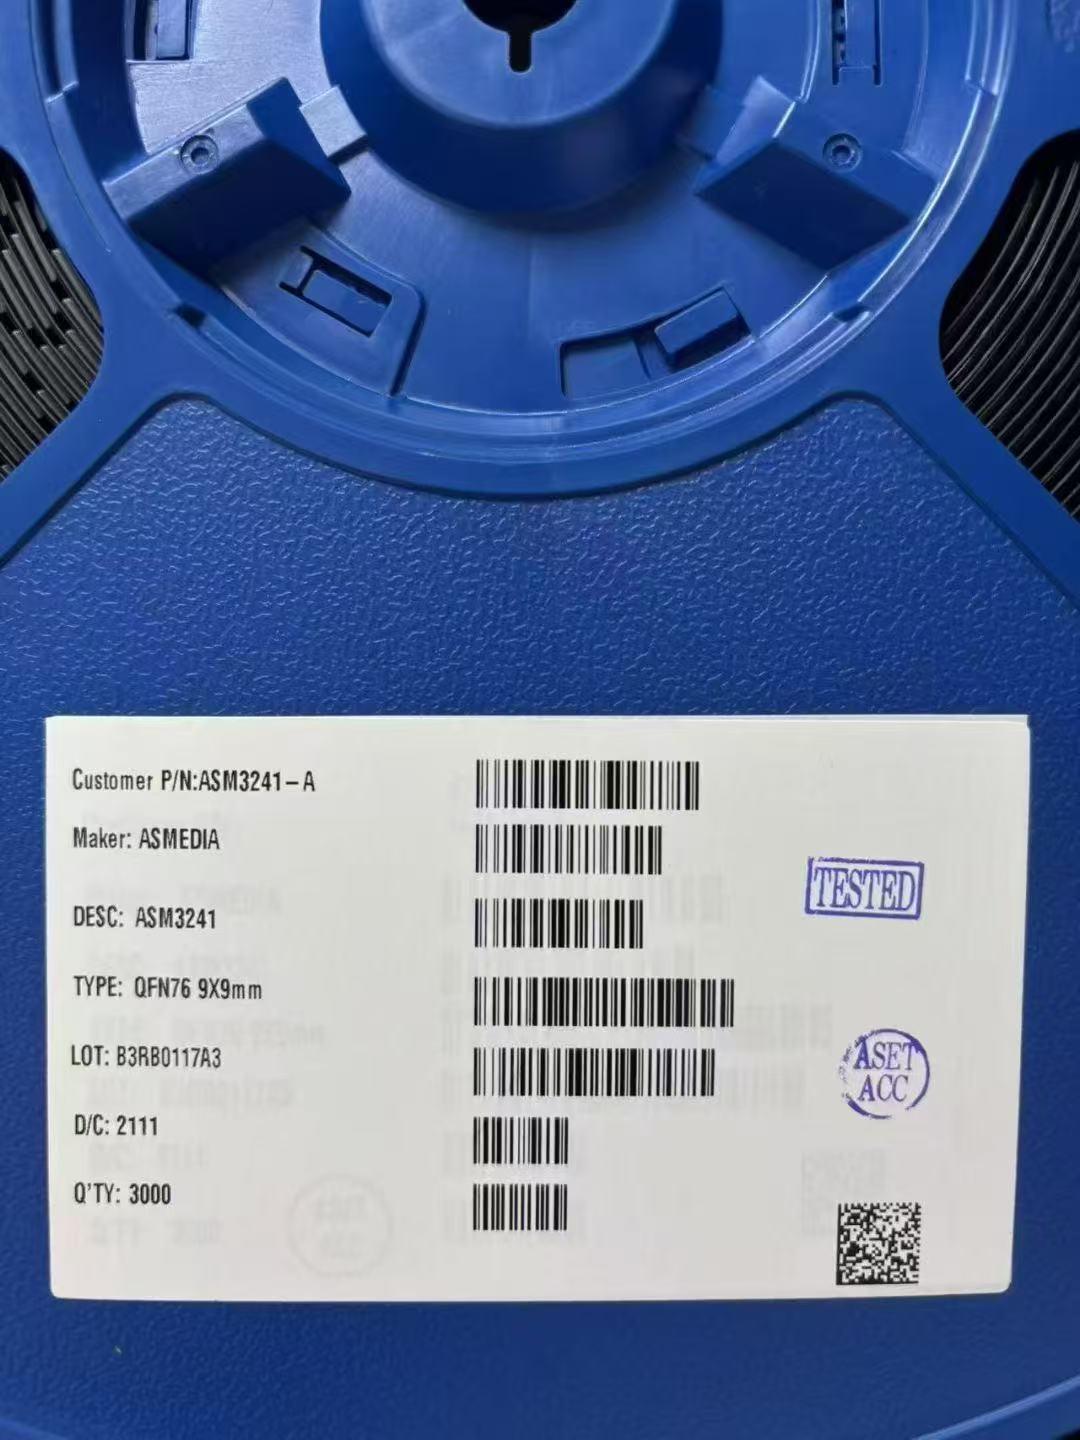 Customer P/N:ASM3241-A
Maker: ASMEDIA
DESC: ASM3241
TYPE: QFN76 9X9mm
LOT: B3RB0117A3
D/C: 2111
Q'TY: 3000
TESTED
ASET
ACC